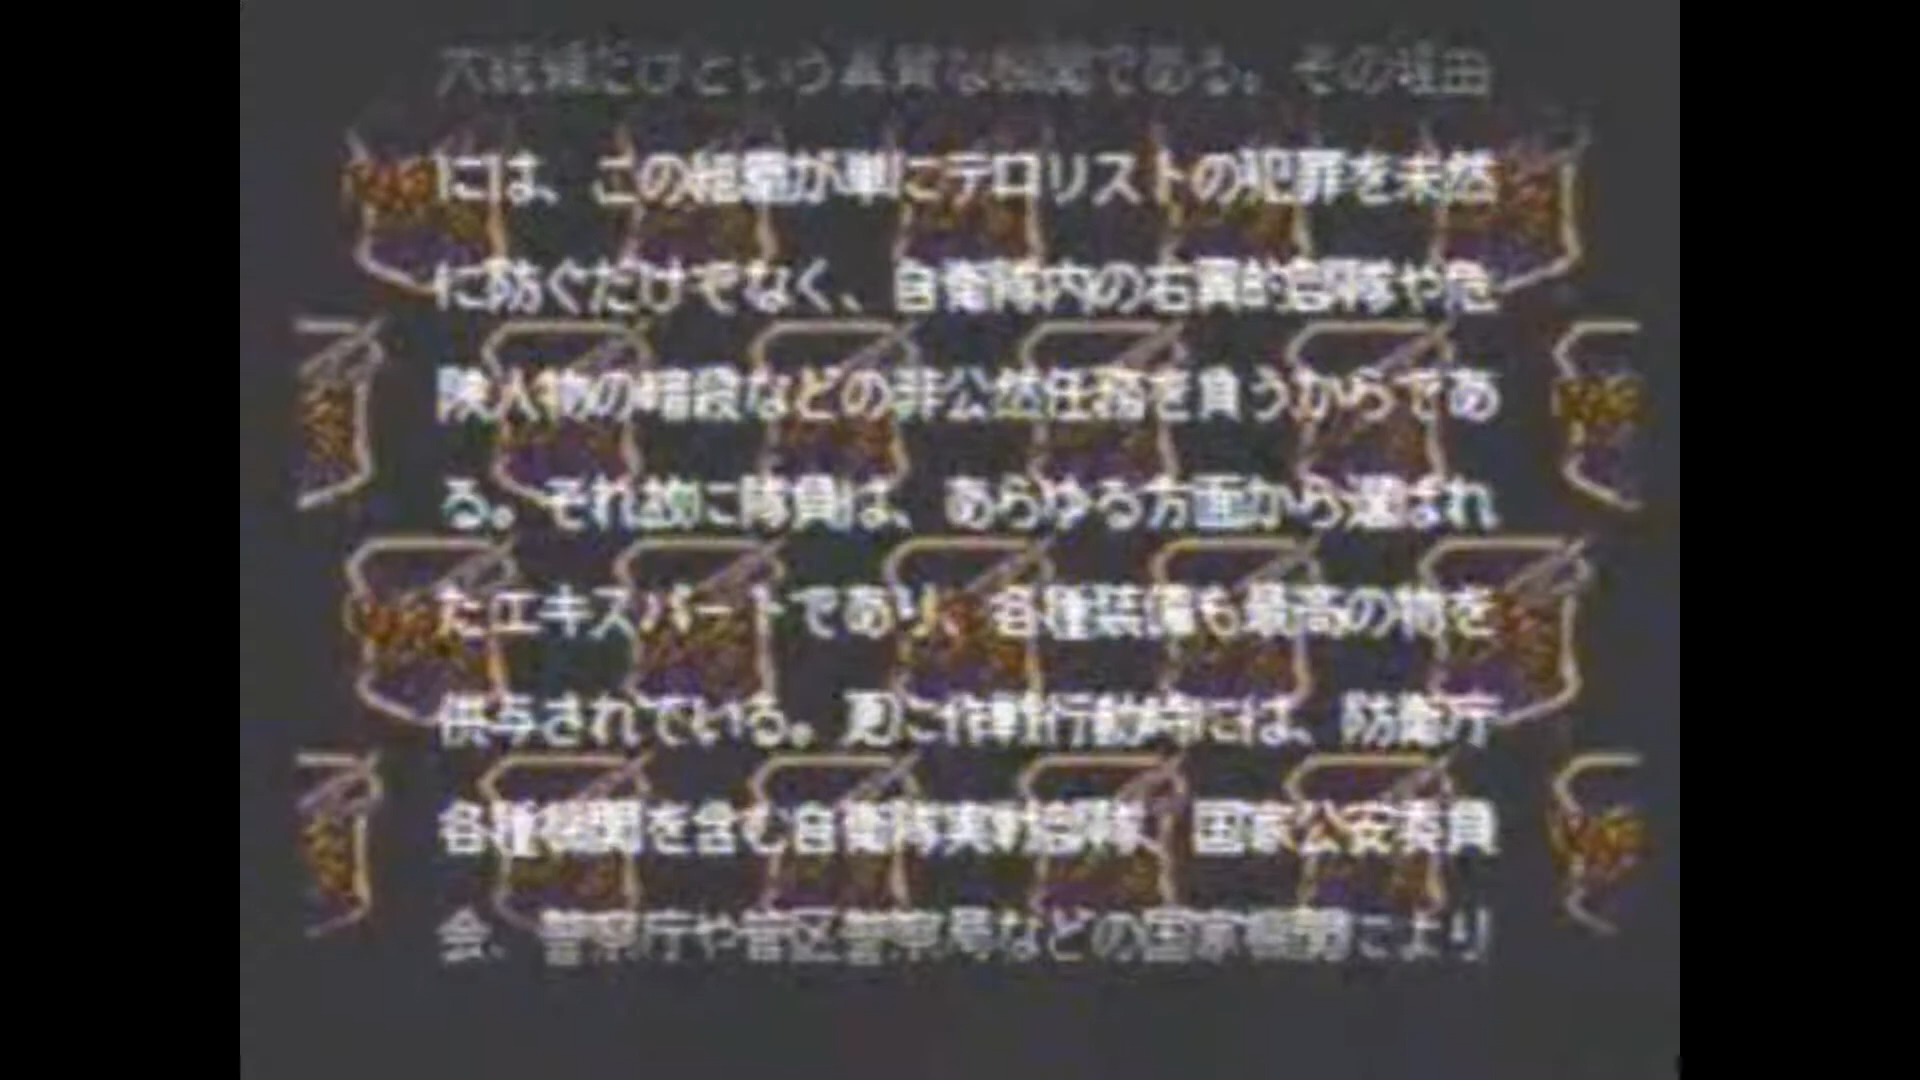 六統領だけという異質な機関である。その理由
には、この組織が単にテロリストの犯罪を未然
に防ぐだけでなく、自衛隊内の右翼的部隊や危
険人物の暗殺などの非公然任務を負うからであ
る。それ故に隊員は、あらゆる方面から選ばれ
たエキスパートであり、各種装備も最高の物を
供与されている。更に作戦行動時には、防衛庁
各種機関を含む自衛隊実動部隊、国家公安委員
会、警察庁や管区警察局などの国家機関により